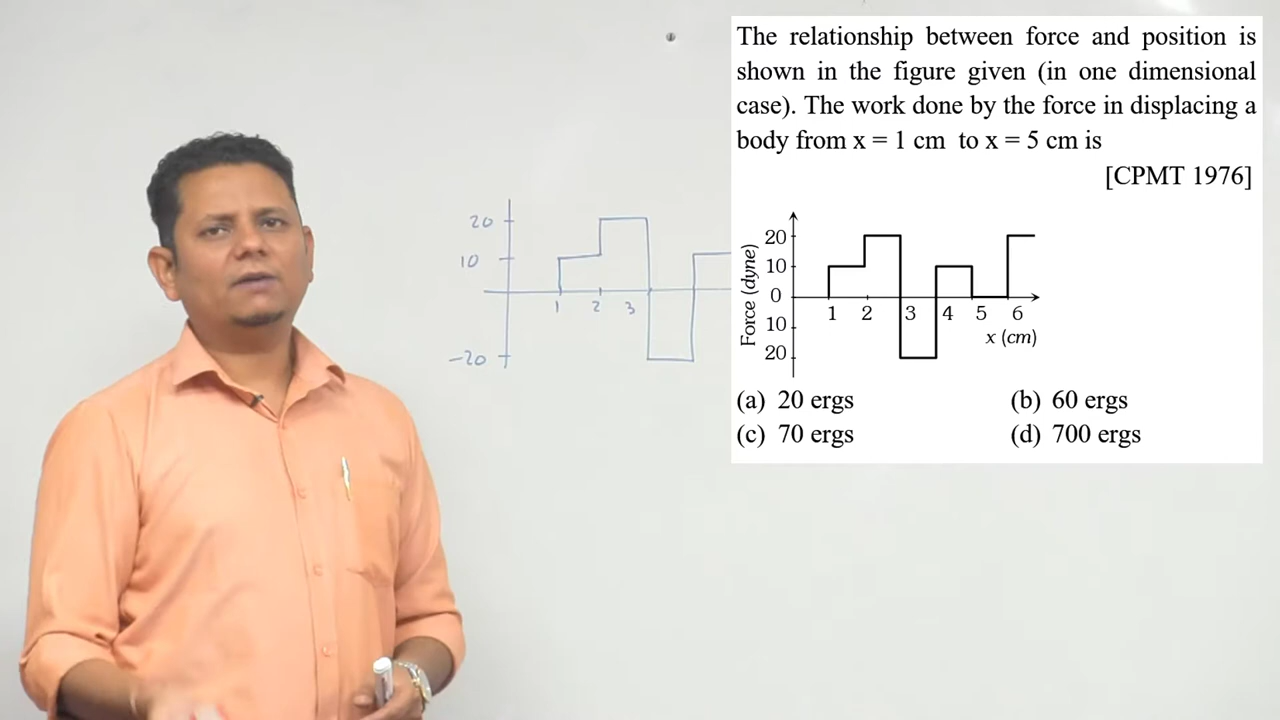 The relationship between force and position is
shown in the figure given (in one dimensional
case). The work done by the force in displacing a
body from x = 1 cm to x = 5 cm is
[CPMT 1976]
20
10
1 2 3
-20
Force (dyne)
20
10
0
10
20
1 2 3 4 5 6
x (cm)
(a) 20 ergs (b) 60 ergs
(c) 70 ergs (d) 700 ergs